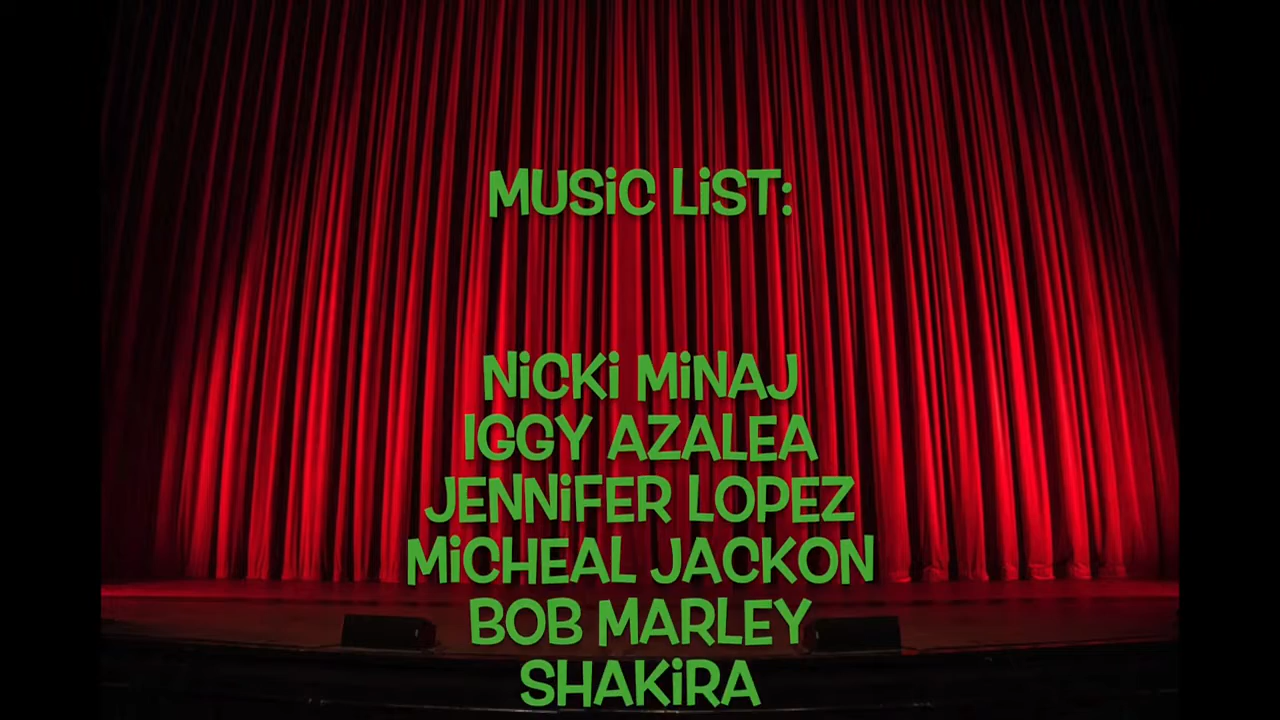 MUSiC LiST:
NiCKi MiNAJ
IGGY AZALEA
JENNiFER LOPEZ
MiCHEAL JACKON
BOB MARLEY
SHAKiRA